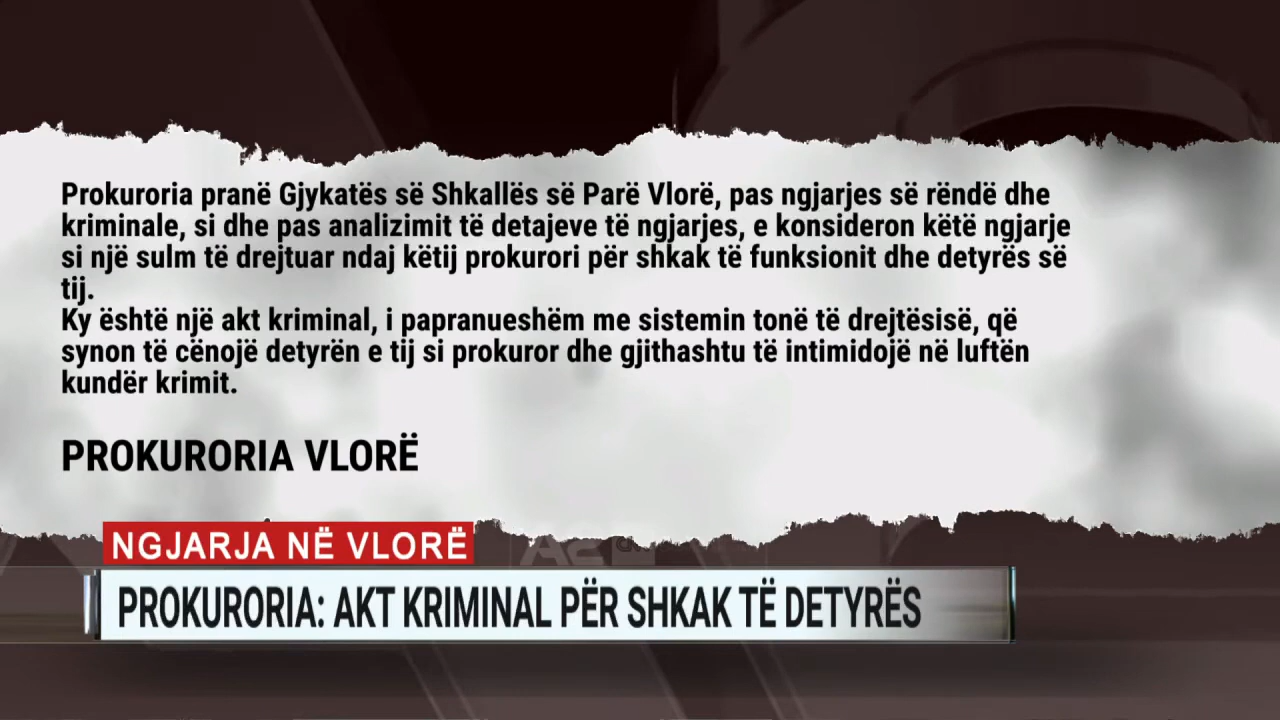 Prokuroria pranë Gjykatës së Shkallës së Parë Vlorë, pas ngjarjes së rëndë dhe
kriminale, si dhe pas analizimit të detajeve të ngjarjes, e konsideron këtë ngjarje
si një sulm të drejtuar ndaj këtij prokurori për shkak të funksionit dhe detyrës së
tij.
Ky është një akt kriminal, i papranueshëm me sistemin tonë të drejtësisë, që
synon të cënojë detyrën e tij si prokuror dhe gjithashtu të intimidojë në luftën
kundër krimit.
PROKURORIA VLORË
NGJARJA NË VLORË
PROKURORIA: AKT KRIMINAL PËR SHKAK TË DETYRËS